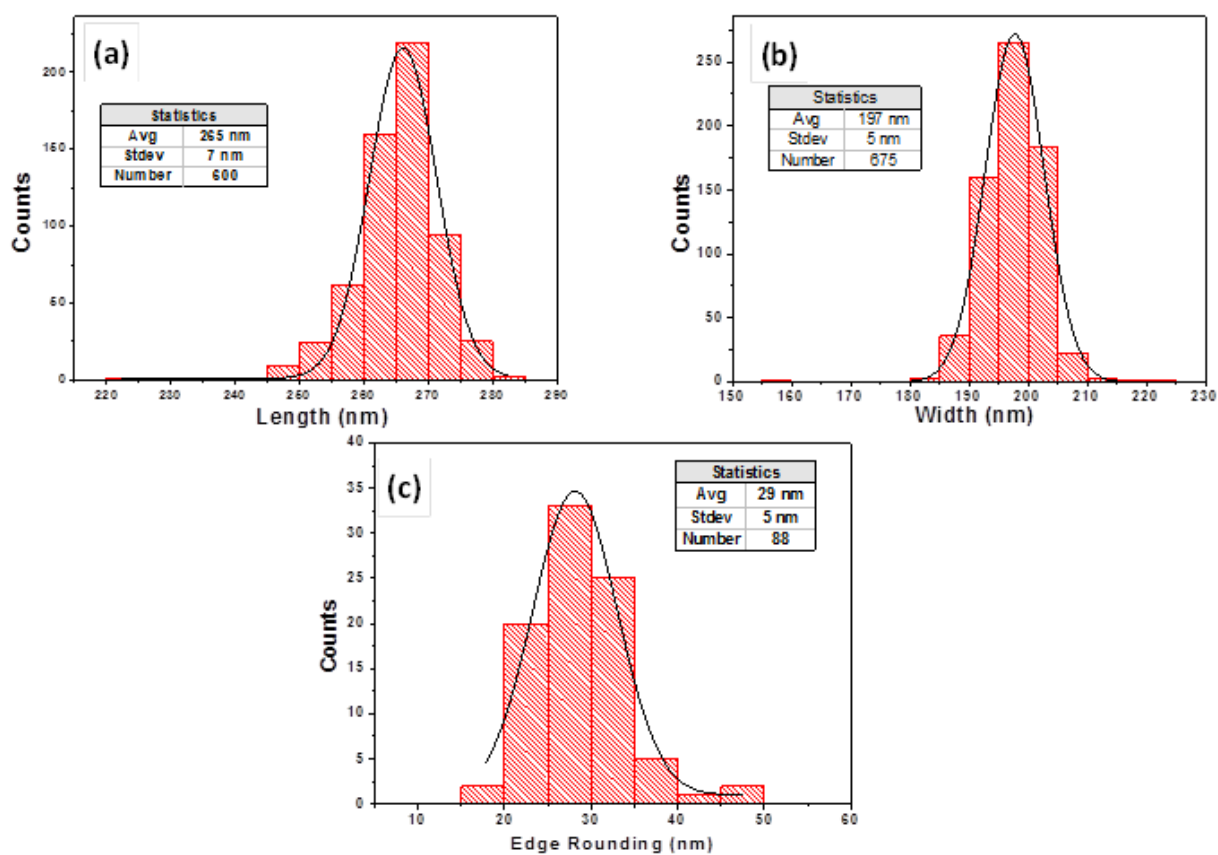 (a)
Statistics
Avg 265 nm
Stdev 7 nm
Number 600
Counts
200
150
100
50
0
220 230 240 250 260 270 280 290
Length (nm)
(b)
Statistics
Avg 197 nm
Stdev 5 nm
Number 675
Counts
250
200
150
100
50
0
150 160 170 180 190 200 210 220 230
Width (nm)
(c)
Statistics
Avg 29 nm
Stdev 5 nm
Number 88
Counts
40
35
30
25
20
15
10
5
0
10 20 30 40 50 60
Edge Rounding (nm)